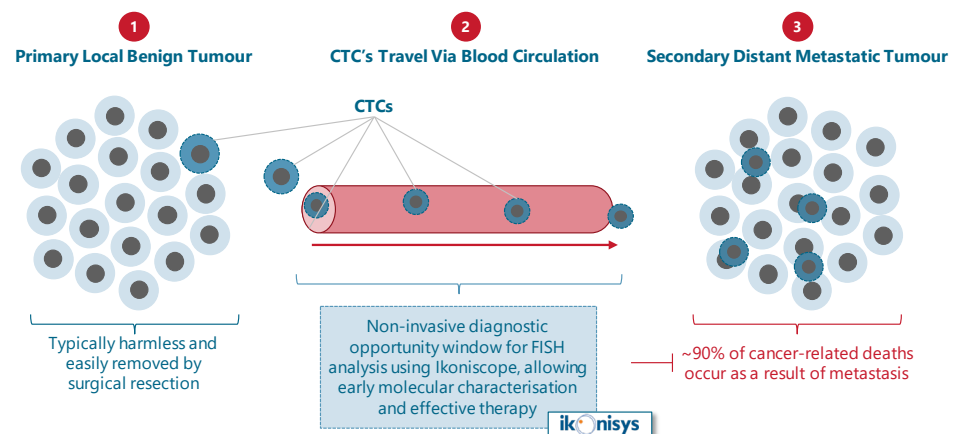 1
Primary Local Benign Tumour
2
CTC's Travel Via Blood Circulation
3
Secondary Distant Metastatic Tumour
CTCs
Typically harmless and
easily removed by
surgical resection
Non-invasive diagnostic
opportunity window for FISH
analysis using Ikoniscope, allowing
early molecular characterisation
and effective therapy
~90% of cancer-related deaths
occur as a result of metastasis
ikonisys